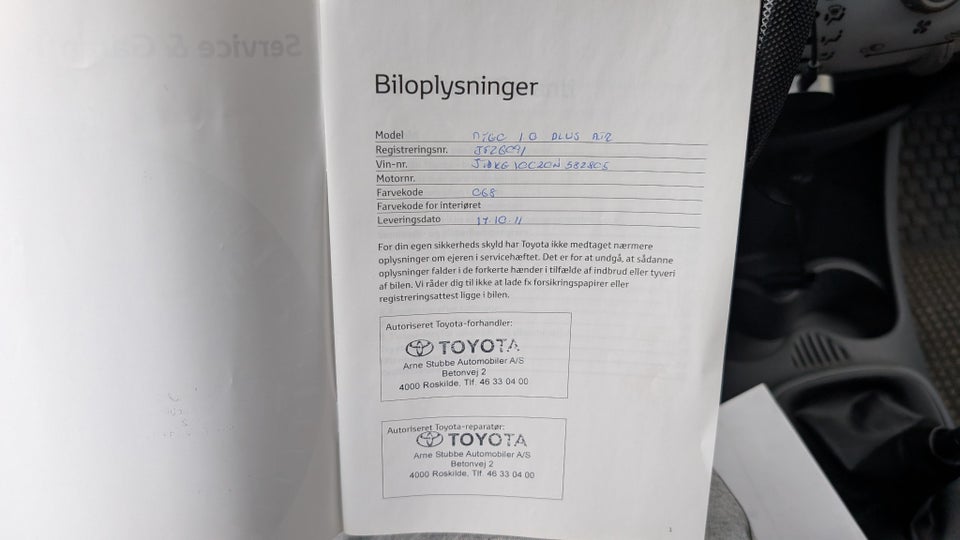 Biloplysninger
Model AYGO 1.0 PLUS AIR
Registreringsnr.
Vin-nr.
Motornr.
Farvekode 068
Farvekode for interiøret
Leveringsdato 17.10.11
For din egen sikkerheds skyld har Toyota ikke medtaget nærmere
oplysninger om ejeren i servicehæftet. Det er for at undgå, at sådanne
oplysninger falder i de forkerte hænder i tilfælde af indbrud eller tyveri
af bilen. Vi råder dig til ikke at lade fx forsikringspapirer eller
registreringsattest ligge i bilen.
Autoriseret Toyota-forhandler:
TOYOTA
Arne Stubbe Automobiler A/S
Betonvej 2
4000 Roskilde, Tlf. 46 33 04 00
Autoriseret Toyota-reparatør:
TOYOTA
Arne Stubbe Automobiler A/S
Betonvej 2
4000 Roskilde, Tlf. 46 33 04 00
1